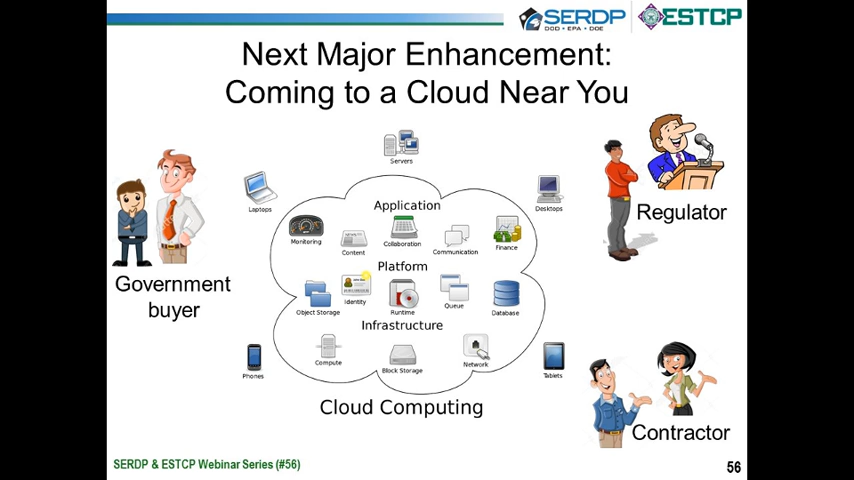 SERDP
DOD • EPA • DOE
ESTCP
Next Major Enhancement:
Coming to a Cloud Near You
Servers
Laptops
Desktops
Application
Monitoring
Content
Collaboration
Communication
Finance
Regulator
Government
buyer
Platform
Object Storage
Identity
Runtime
Queue
Database
Infrastructure
Phones
Compute
Block Storage
Network
Tablets
Cloud Computing
Contractor
SERDP & ESTCP Webinar Series (#56)
56